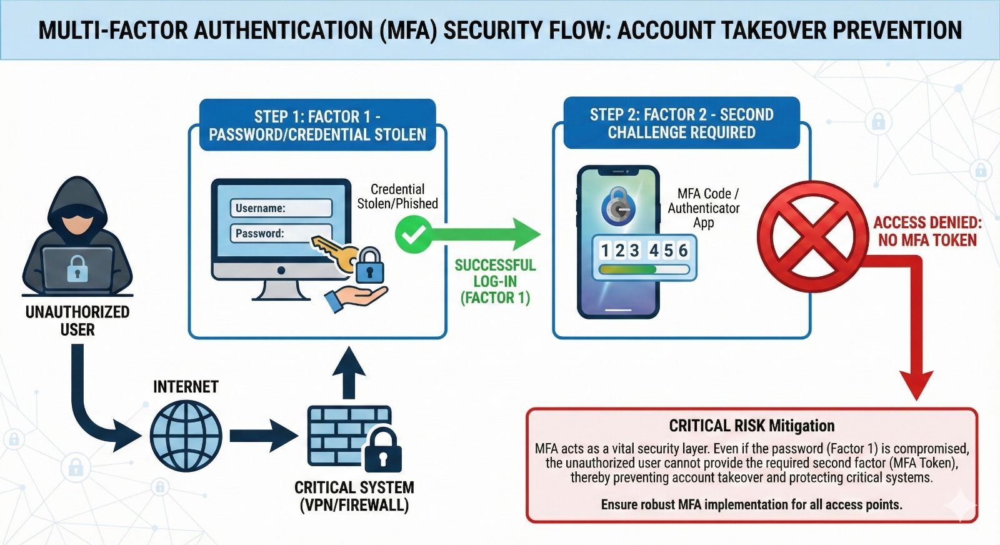 MULTI-FACTOR AUTHENTICATION (MFA) SECURITY FLOW: ACCOUNT TAKEOVER PREVENTION
UNAUTHORIZED
USER
INTERNET
CRITICAL SYSTEM
(VPN/FIREWALL)
STEP 1: FACTOR 1 -
PASSWORD/CREDENTIAL STOLEN
Username:
Password:
Credential
Stolen/Phished
SUCCESSFUL
LOG-IN
(FACTOR 1)
STEP 2: FACTOR 2 - SECOND
CHALLENGE REQUIRED
MFA Code /
Authenticator
App
123 456
ACCESS DENIED:
NO MFA TOKEN
CRITICAL RISK Mitigation
MFA acts as a vital security layer. Even if the password (Factor 1) is compromised,
the unauthorized user cannot provide the required second factor (MFA Token),
thereby preventing account takeover and protecting critical systems.
Ensure robust MFA implementation for all access points.